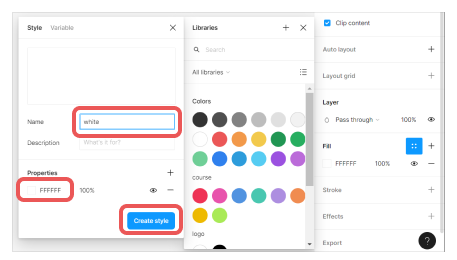 Style Variable
Name white
Description What's it for?
Properties
FFFFFF 100%
Create style
Libraries
Search
All libraries
Colors
course
logo
Clip content
Auto layout
Layout grid
Layer
Pass through 100%
Fill
FFFFFF 100%
Stroke
Effects
Export
?